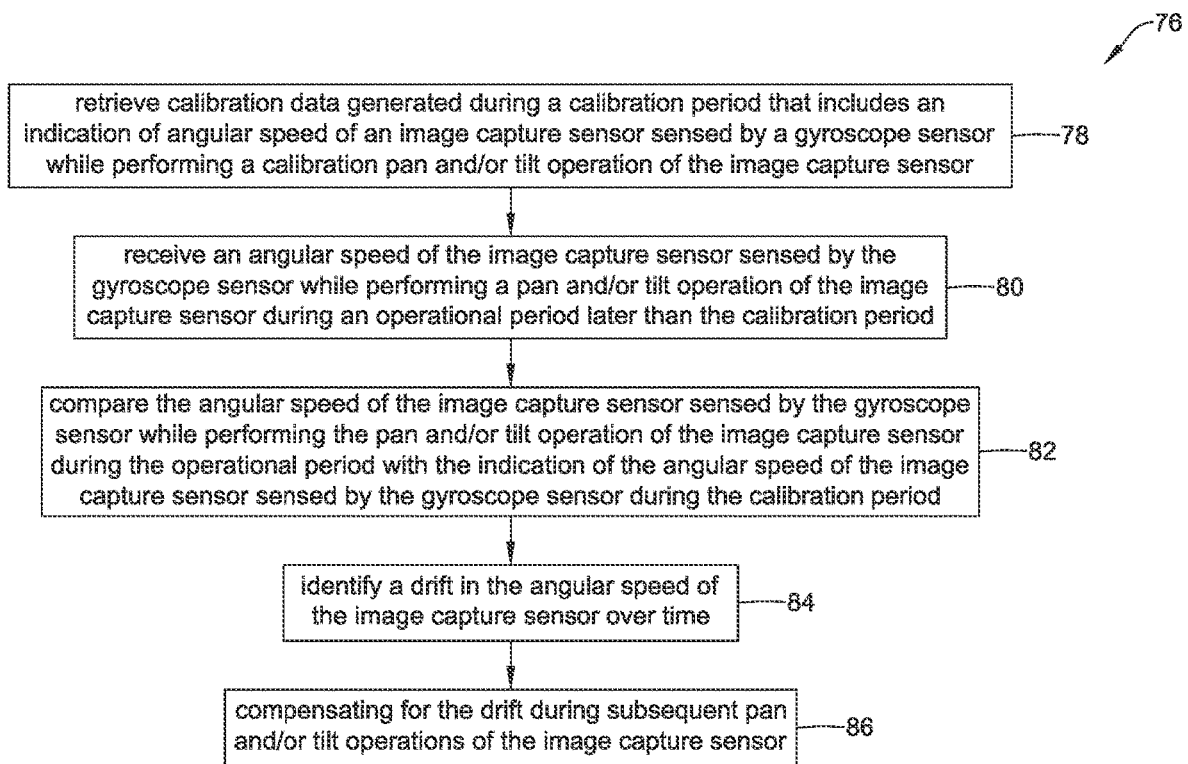 76
retrieve calibration data generated during a calibration period that includes an
indication of angular speed of an image capture sensor sensed by a gyroscope sensor
while performing a calibration pan and/or tilt operation of the image capture sensor
78
receive an angular speed of the image capture sensor sensed by the
gyroscope sensor while performing a pan and/or tilt operation of the image
capture sensor during an operational period later than the calibration period
80
compare the angular speed of the image capture sensor sensed by the gyroscope
sensor while performing the pan and/or tilt operation of the image capture sensor
during the operational period with the indication of the angular speed of the image
capture sensor sensed by the gyroscope sensor during the calibration period
82
identify a drift in the angular speed of
the image capture sensor over time
84
compensating for the drift during subsequent pan
and/or tilt operations of the image capture sensor
86